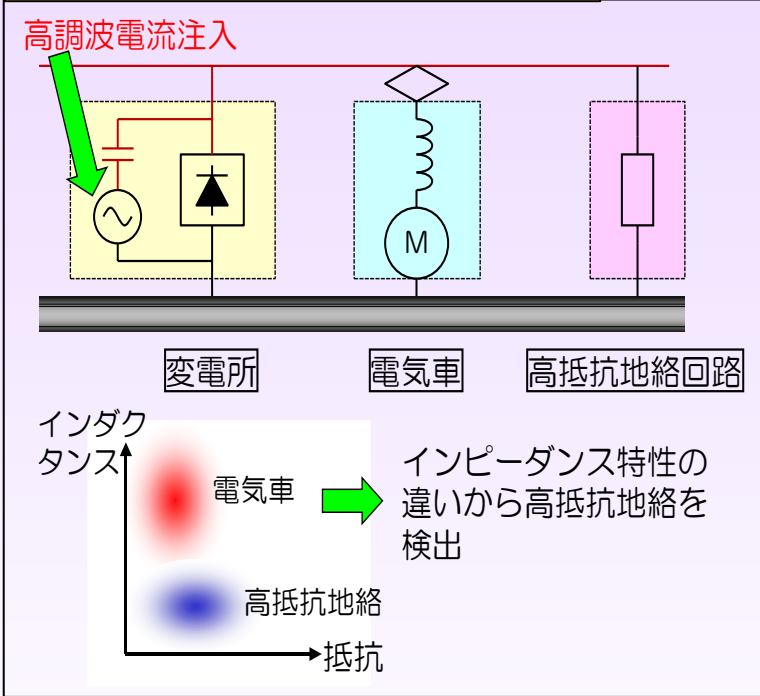 高調波電流注入
M
変電所
電気車
高抵抗地絡回路
インダク
タンス
電気車
高抵抗地絡
抵抗
インピーダンス特性の
違いから高抵抗地絡を
検出